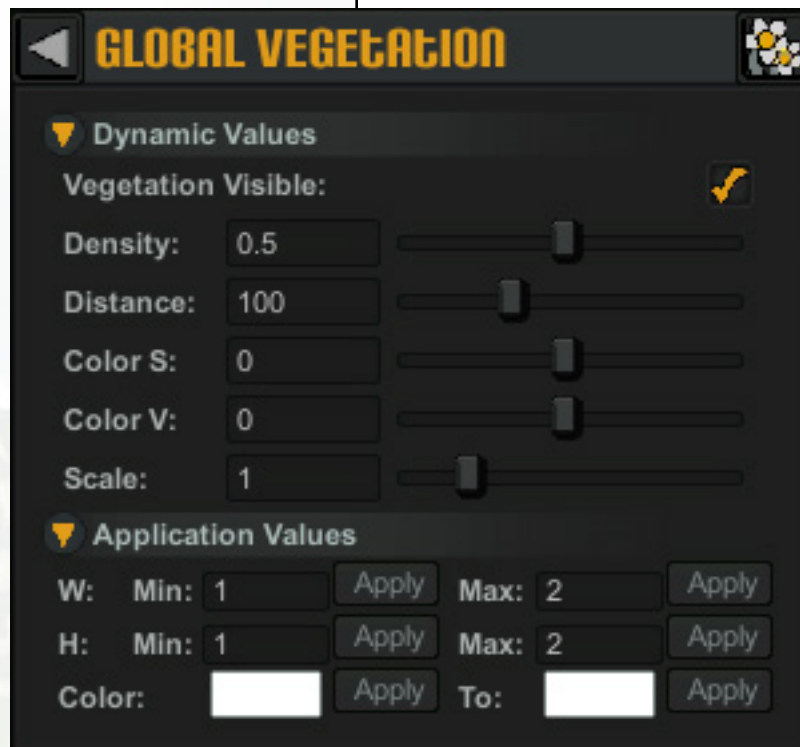 GLOBAL VEGETATION
Dynamic Values
Vegetation Visible:
Density: 0.5
Distance: 100
Color S: 0
Color V: 0
Scale: 1
Application Values
W: Min: 1 Apply Max: 2 Apply
H: Min: 1 Apply Max: 2 Apply
Color: Apply To: Apply